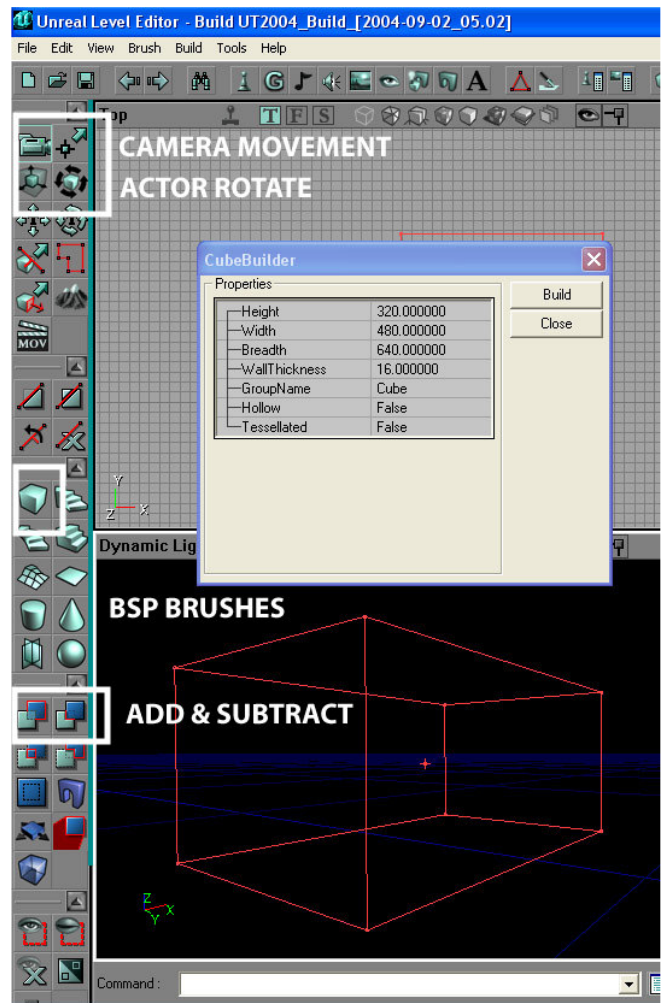 Unreal Level Editor - Build UT2004_Build_[2004-09-02_05.02]
File Edit View Brush Build Tools Help
Top
T F S
CAMERA MOVEMENT
ACTOR ROTATE
MOV
CubeBuilder
Properties
Height 320.000000
Width 480.000000
Breadth 640.000000
WallThickness 16.000000
GroupName Cube
Hollow False
Tessellated False
Build
Close
Y
Z X
Dynamic Lig
BSP BRUSHES
ADD & SUBTRACT
Z
Y X
Command :